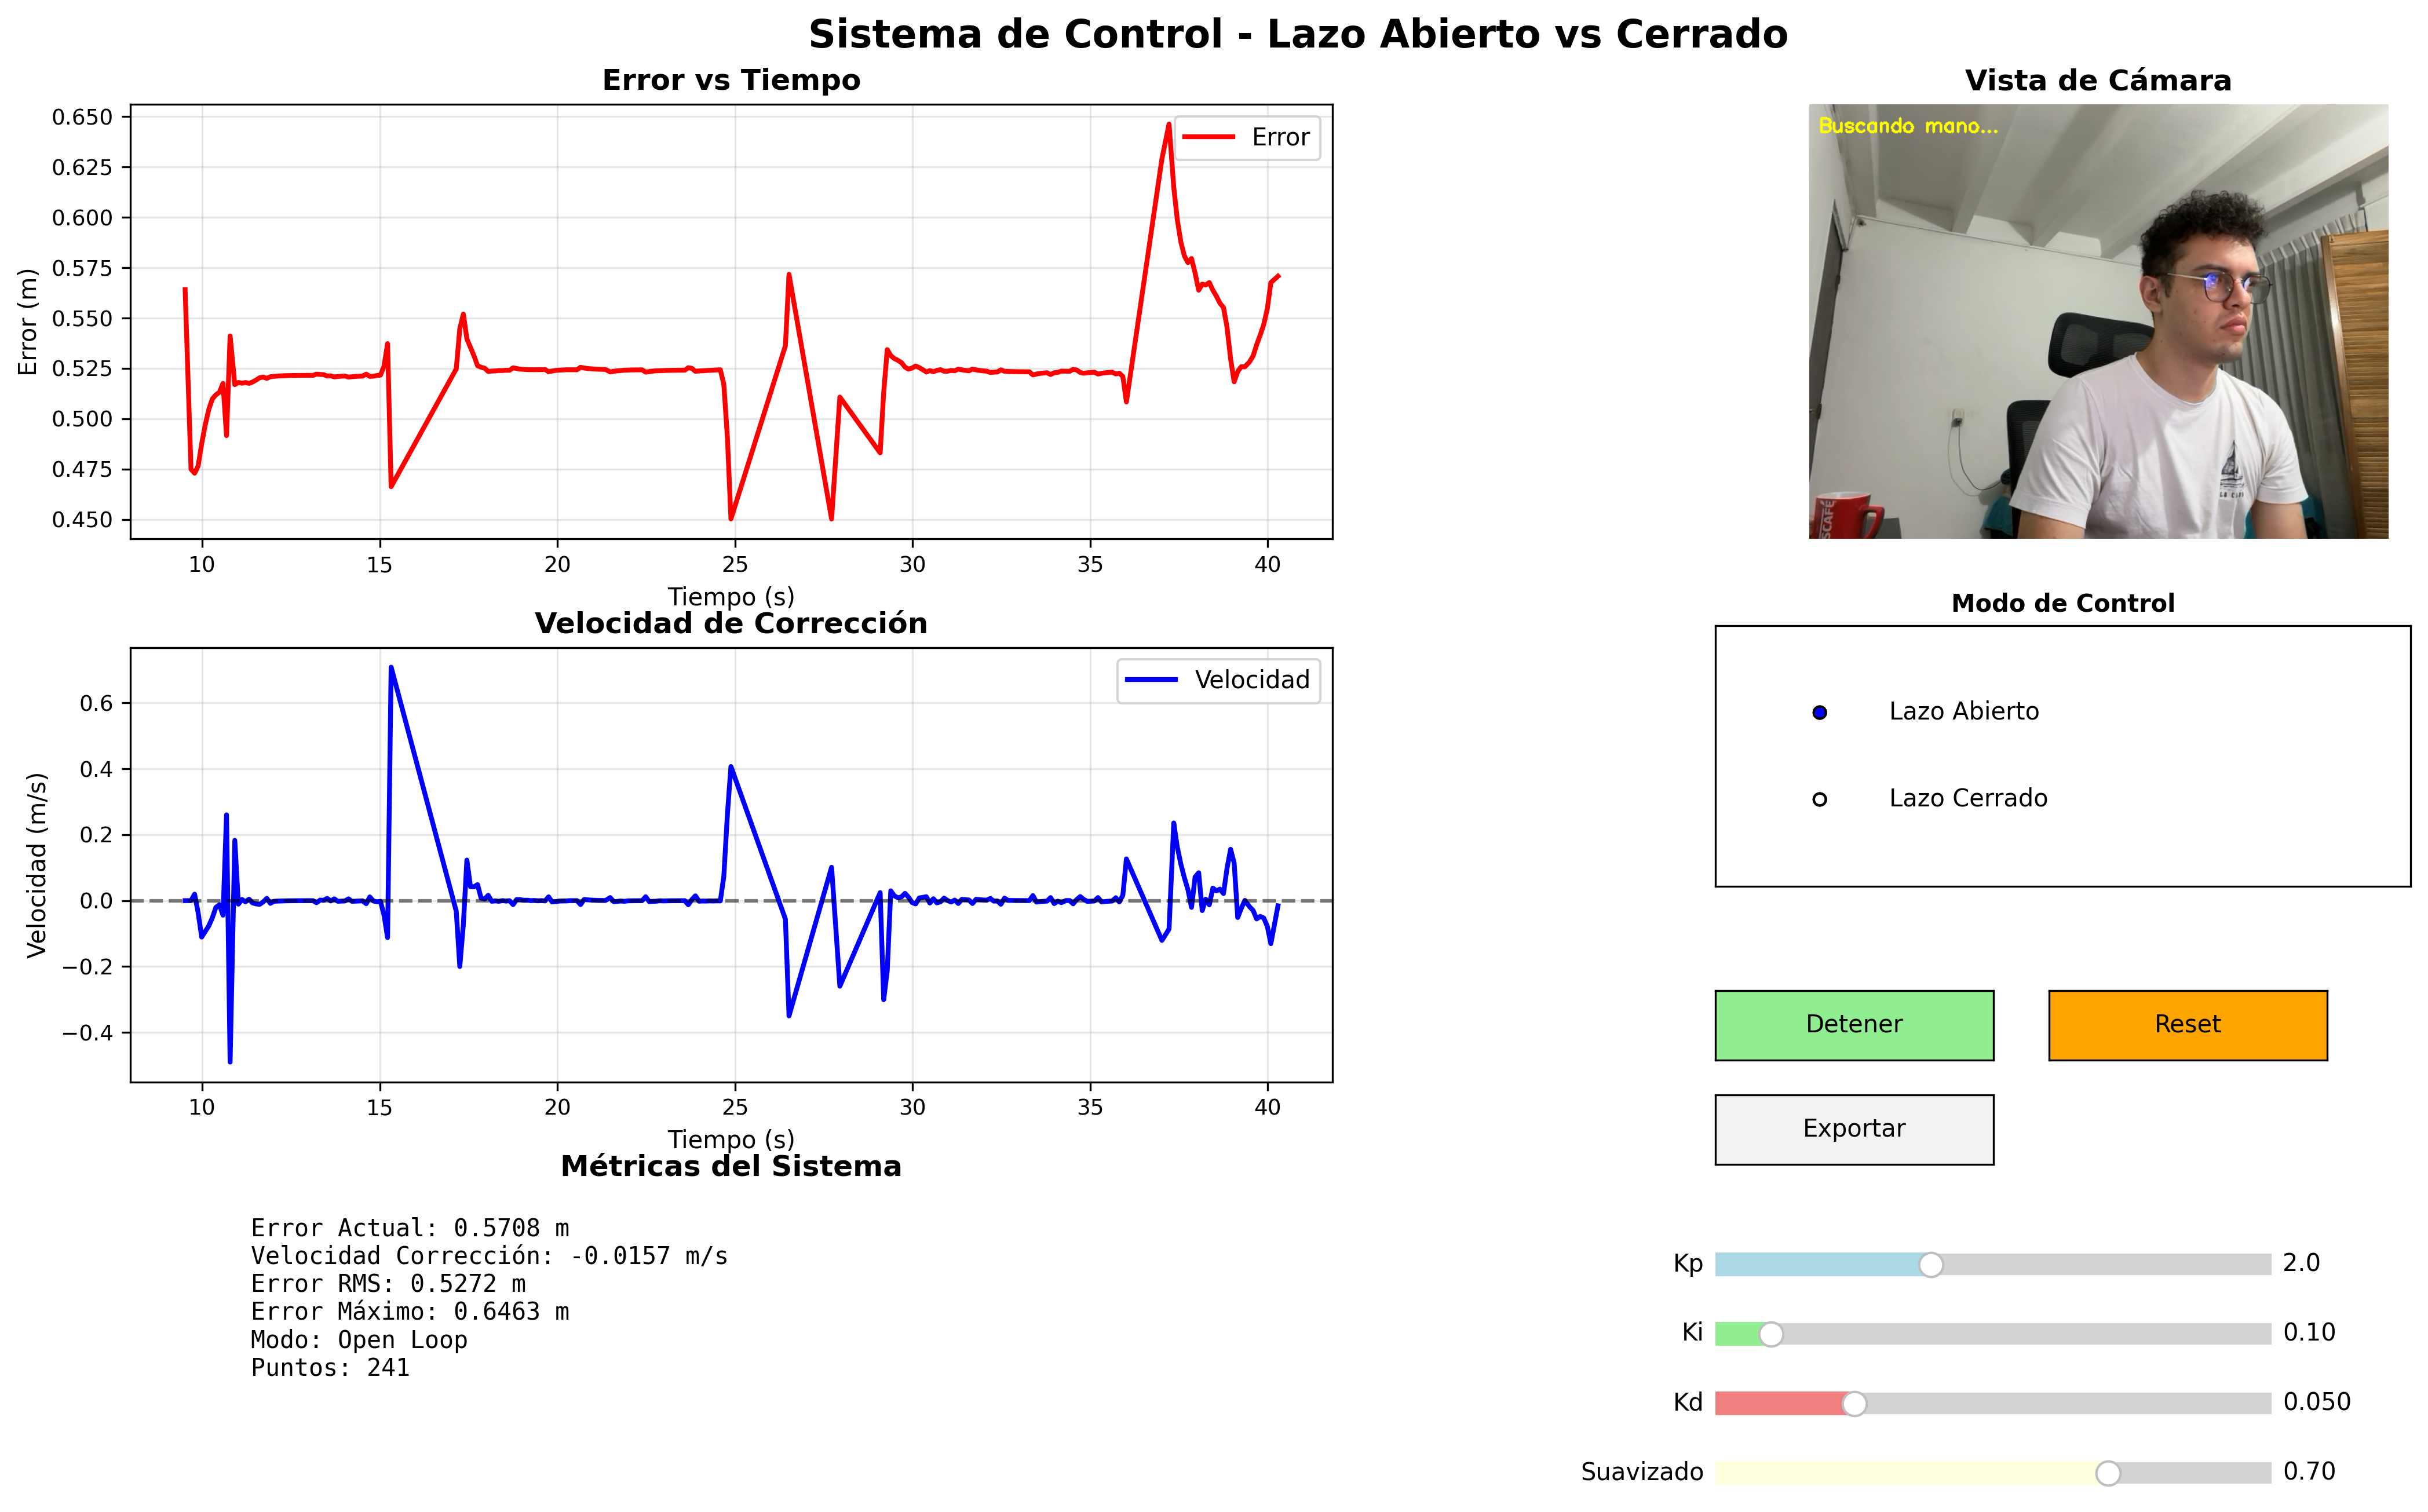 Sistema de Control - Lazo Abierto vs Cerrado
Error vs Tiempo
0.650
0.625
0.600
0.575
0.550
0.525
0.500
0.475
0.450
Error (m)
Error
10 15 20 25 30 35 40
Tiempo (s)
Vista de Cámara
Buscando mano...
SCAFÉ
Velocidad de Corrección
0.6
0.4
0.2
0.0
−0.2
−0.4
Velocidad (m/s)
Velocidad
10 15 20 25 30 35 40
Tiempo (s)
Modo de Control
Lazo Abierto
Lazo Cerrado
Detener
Reset
Exportar
Métricas del Sistema
Error Actual: 0.5708 m
Velocidad Corrección: -0.0157 m/s
Error RMS: 0.5272 m
Error Máximo: 0.6463 m
Modo: Open Loop
Puntos: 241
Kp 2.0
Ki 0.10
Kd 0.050
Suavizado 0.70